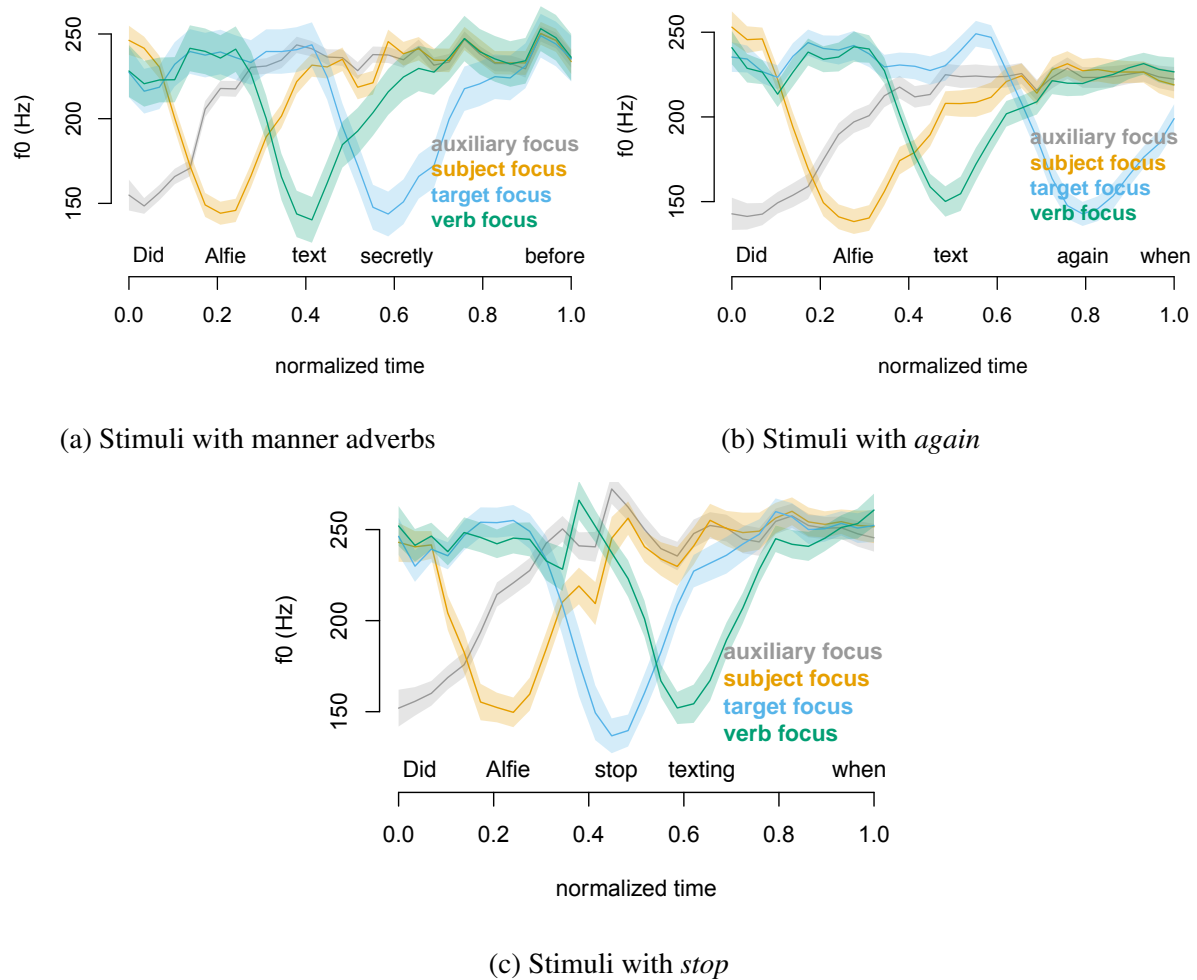 250
200
150
f0 (Hz)
auxiliary focus
subject focus
target focus
verb focus
Did Alfie text secretly before
0.0 0.2 0.4 0.6 0.8 1.0
normalized time
(a) Stimuli with manner adverbs
250
200
150
f0 (Hz)
auxiliary focus
subject focus
target focus
verb focus
Did Alfie text again when
0.0 0.2 0.4 0.6 0.8 1.0
normalized time
(b) Stimuli with again
250
200
150
f0 (Hz)
auxiliary focus
subject focus
target focus
verb focus
Did Alfie stop texting when
0.0 0.2 0.4 0.6 0.8 1.0
normalized time
(c) Stimuli with stop